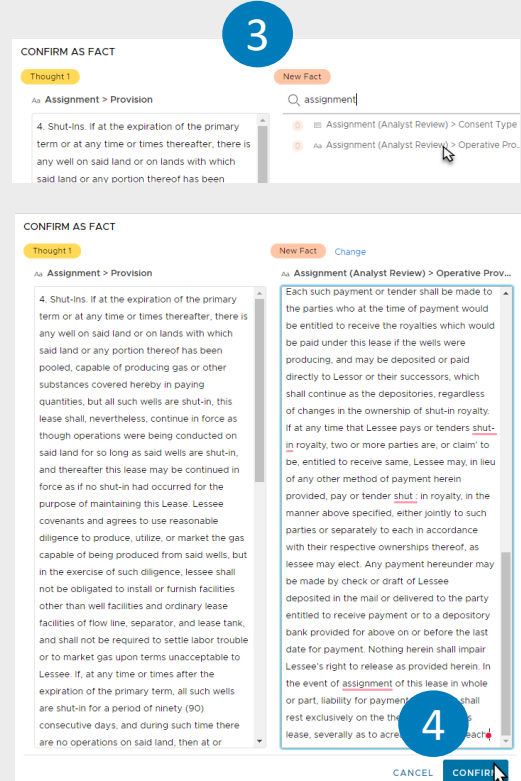 3
CONFIRM AS FACT
Thought 1
New Fact
Aa Assignment > Provision
assignment
4. Shut-Ins. If at the expiration of the primary
term or at any time or times thereafter, there is
any well on said land or on lands with which
said land or any portion thereof has been
0 Assignment (Analyst Review) > Consent Type
0 Aa Assignment (Analyst Review) > Operative Pro...
CONFIRM AS FACT
Thought 1
New Fact Change
Aa Assignment > Provision
4. Shut-Ins. If at the expiration of the primary
term or at any time or times thereafter, there is
any well on said land or on lands with which
said land or any portion thereof has been
pooled, capable of producing gas or other
substances covered hereby in paying
quantities, but all such wells are shut-in, this
lease shall, nevertheless, continue in force as
though operations were being conducted on
said land for so long as said wells are shut-in,
and thereafter this lease may be continued in
force as if no shut-in had occurred for the
purpose of maintaining this Lease. Lessee
covenants and agrees to use reasonable
diligence to produce, utilize, or market the gas
capable of being produced from said wells, but
in the exercise of such diligence, lessee shall
not be obligated to install or furnish facilities
other than well facilities and ordinary lease
facilities of flow line, separator, and lease tank,
and shall not be required to settle labor trouble
or to market gas upon terms unacceptable to
Lessee. If, at any time or times after the
expiration of the primary term, all such wells
are shut-in for a period of ninety (90)
consecutive days, and during such time there
are no operations on said land, then at or
Aa Assignment (Analyst Review) > Operative Prov...
Each such payment or tender shall be made to
the parties who at the time of payment would
be entitled to receive the royalties which would
be paid under this lease if the wells were
producing, and may be deposited or paid
directly to Lessor or their successors, which
shall continue as the depositories, regardless
of changes in the ownership of shut-in royalty.
If at any time that Lessee pays or tenders shut-
in royalty, two or more parties are, or claim' to
be, entitled to receive same, Lessee may, in lieu
of any other method of payment herein
provided, pay or tender shut : in royalty, in the
manner above specified, either jointly to such
parties or separately to each in accordance
with their respective ownerships thereof, as
lessee may elect. Any payment hereunder may
be made by check or draft of Lessee
deposited in the mail or delivered to the party
entitled to receive payment or to a depository
bank provided for above on or before the last
date for payment. Nothing herein shall impair
Lessee's right to release as provided herein. In
the event of assignment of this lease in whole
or part, liability for payment shall
rest exclusively on the
lease, severally as to each
4
CANCEL